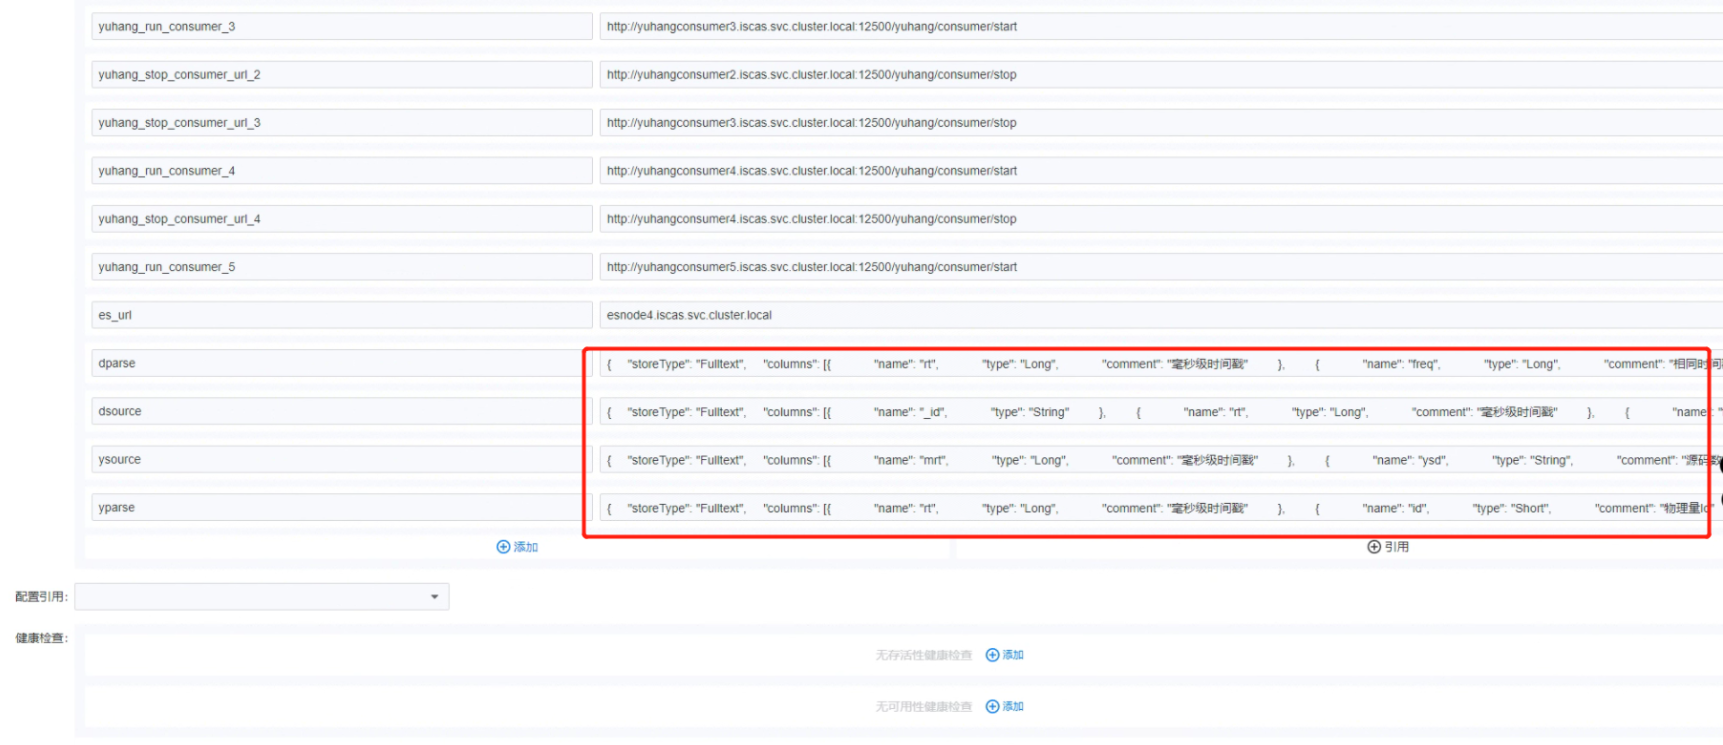 yuhang_run_consumer_3 http://yuhangconsumer3.iscas.svc.cluster.local:12500/yuhang/consumer/start
yuhang_stop_consumer_url_2 http://yuhangconsumer2.iscas.svc.cluster.local:12500/yuhang/consumer/stop
yuhang_stop_consumer_url_3 http://yuhangconsumer3.iscas.svc.cluster.local:12500/yuhang/consumer/stop
yuhang_run_consumer_4 http://yuhangconsumer4.iscas.svc.cluster.local:12500/yuhang/consumer/start
yuhang_stop_consumer_url_4 http://yuhangconsumer4.iscas.svc.cluster.local:12500/yuhang/consumer/stop
yuhang_run_consumer_5 http://yuhangconsumer5.iscas.svc.cluster.local:12500/yuhang/consumer/start
es_url esnode4.iscas.svc.cluster.local
dparse { "storeType": "Fulltext", "columns": [{ "name": "rt", "type": "Long", "comment": "毫秒级时间戳" }, { "name": "freq", "type": "Long", "comment": "相同时间
dsource { "storeType": "Fulltext", "columns": [{ "name": "_id", "type": "String" }, { "name": "rt", "type": "Long", "comment": "毫秒级时间戳" }, { "name":
ysource { "storeType": "Fulltext", "columns": [{ "name": "mrt", "type": "Long", "comment": "毫秒级时间戳" }, { "name": "ysd", "type": "String", "comment": "源码数
yparse { "storeType": "Fulltext", "columns": [{ "name": "rt", "type": "Long", "comment": "毫秒级时间戳" }, { "name": "id", "type": "Short", "comment": "物理量Id"
添加 引用
配置引用:
健康检查:
无存活性健康检查 添加
无可用性健康检查 添加